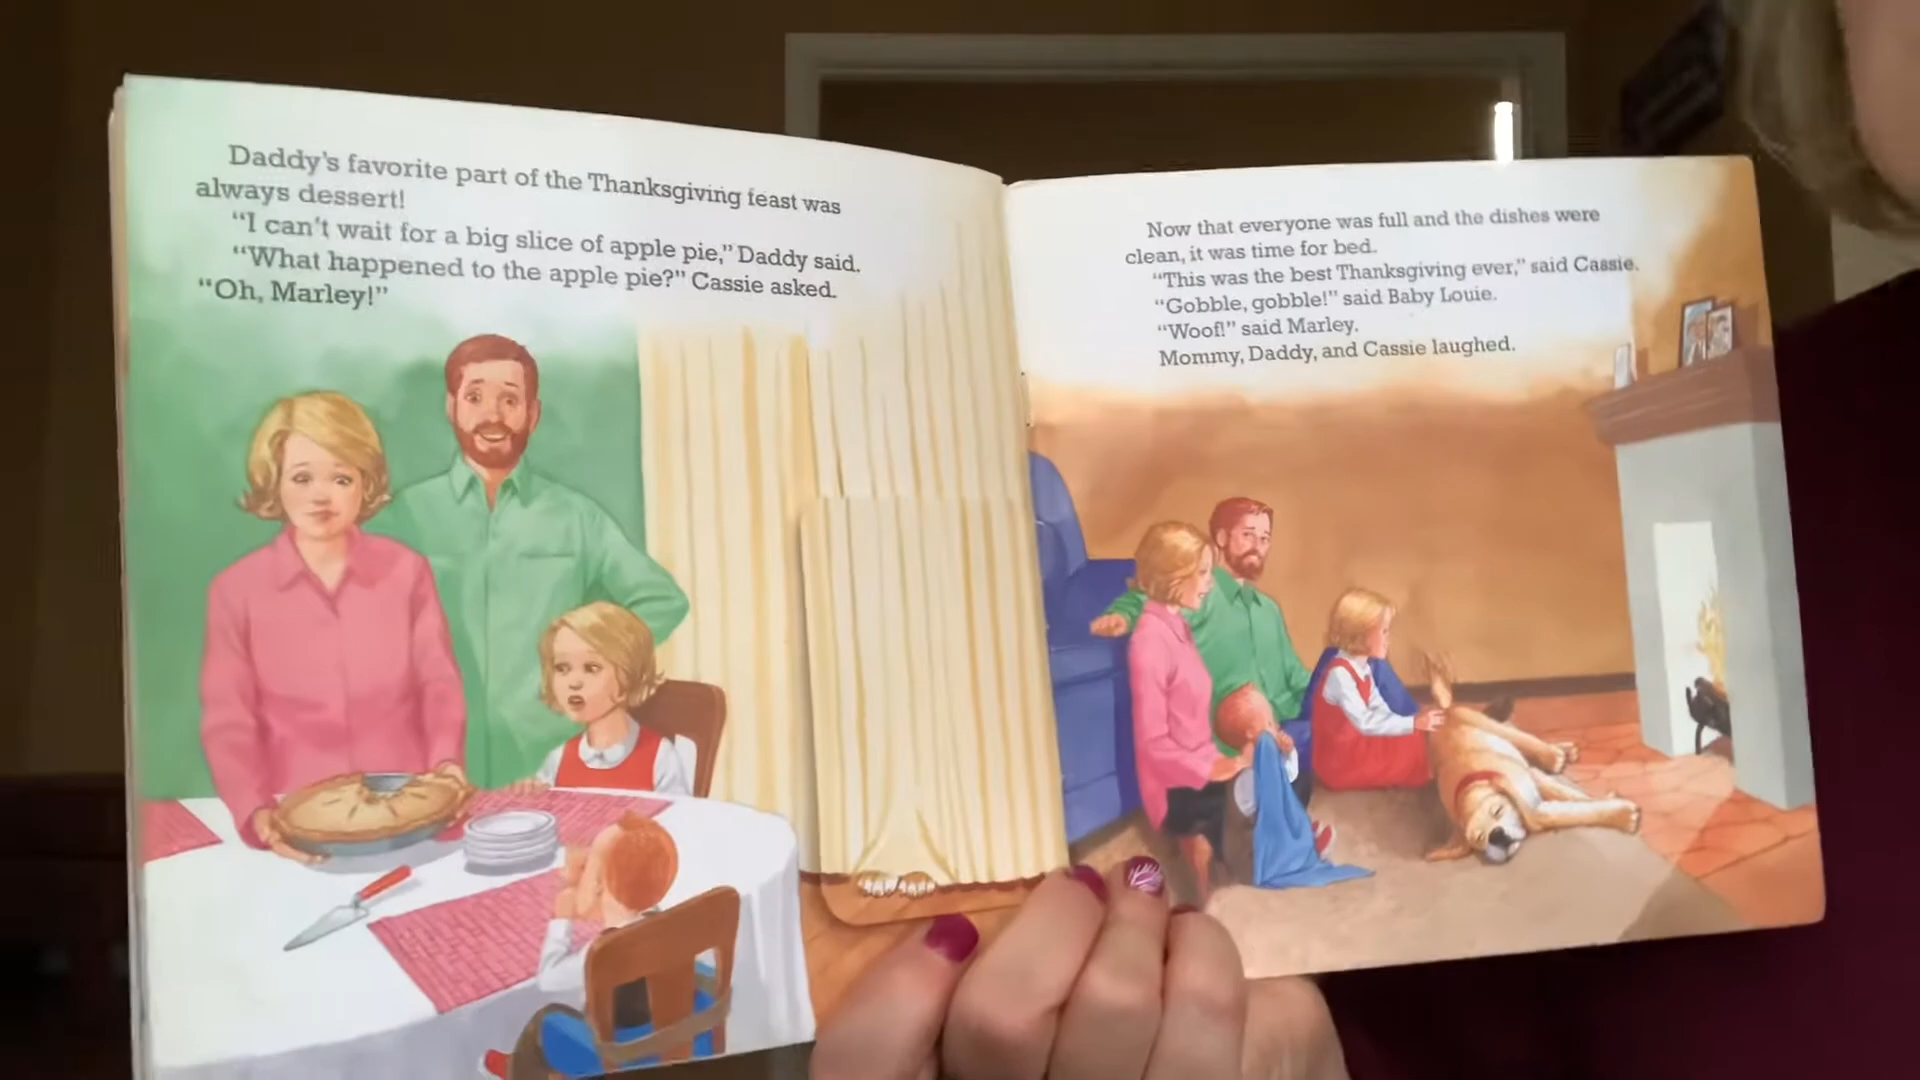 Daddy's favorite part of the Thanksgiving feast was
always dessert!
“I can't wait for a big slice of apple pie,” Daddy said.
“What happened to the apple pie?” Cassie asked.
“Oh, Marley!”
Now that everyone was full and the dishes were
clean, it was time for bed.
“This was the best Thanksgiving ever,” said Cassie.
“Gobble, gobble!” said Baby Louie.
“Woof!” said Marley.
Mommy, Daddy, and Cassie laughed.